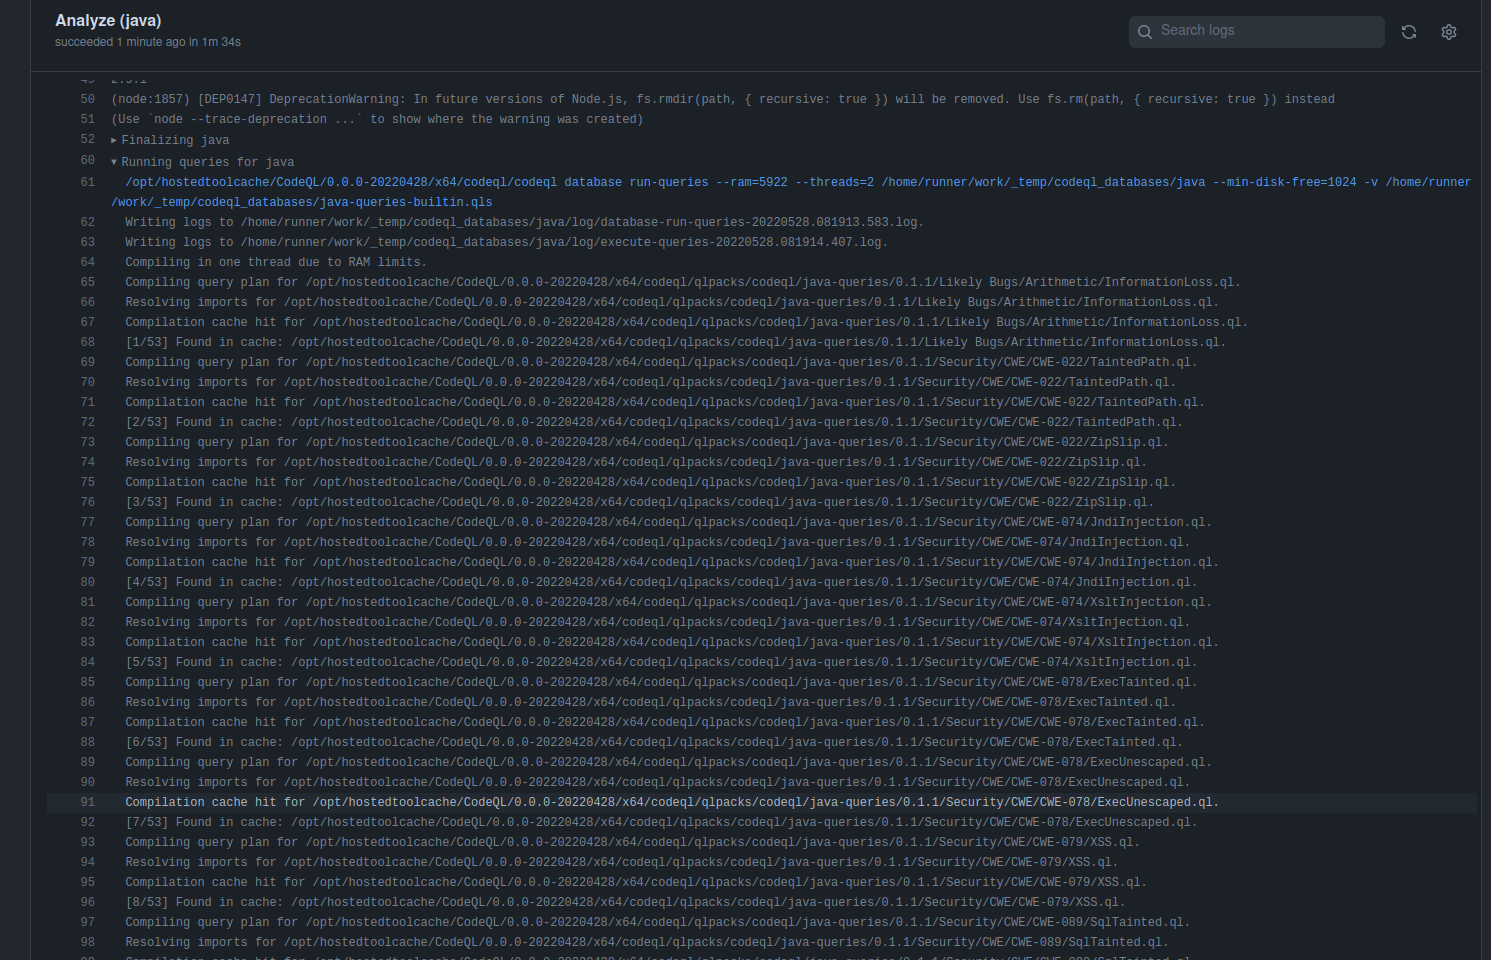 Analyze (java)
succeeded 1 minute ago in 1m 34s
Search logs
49 2.9.1
50 (node:1857) [DEP0147] DeprecationWarning: In future versions of Node.js, fs.rmdir(path, { recursive: true }) will be removed. Use fs.rm(path, { recursive: true }) instead
51 (Use `node --trace-deprecation ...` to show where the warning was created)
52 ▸ Finalizing java
60 ▾ Running queries for java
61 /opt/hostedtoolcache/CodeQL/0.0.0-20220428/x64/codeql/codeql database run-queries --ram=5922 --threads=2 /home/runner/work/_temp/codeql_databases/java --min-disk-free=1024 -v /home/runner
/work/_temp/codeql_databases/java-queries-builtin.qls
62 Writing logs to /home/runner/work/_temp/codeql_databases/java/log/database-run-queries-20220528.081913.583.log.
63 Writing logs to /home/runner/work/_temp/codeql_databases/java/log/execute-queries-20220528.081914.407.log.
64 Compiling in one thread due to RAM limits.
65 Compiling query plan for /opt/hostedtoolcache/CodeQL/0.0.0-20220428/x64/codeql/qlpacks/codeql/java-queries/0.1.1/Likely Bugs/Arithmetic/InformationLoss.ql.
66 Resolving imports for /opt/hostedtoolcache/CodeQL/0.0.0-20220428/x64/codeql/qlpacks/codeql/java-queries/0.1.1/Likely Bugs/Arithmetic/InformationLoss.ql.
67 Compilation cache hit for /opt/hostedtoolcache/CodeQL/0.0.0-20220428/x64/codeql/qlpacks/codeql/java-queries/0.1.1/Likely Bugs/Arithmetic/InformationLoss.ql.
68 [1/53] Found in cache: /opt/hostedtoolcache/CodeQL/0.0.0-20220428/x64/codeql/qlpacks/codeql/java-queries/0.1.1/Likely Bugs/Arithmetic/InformationLoss.ql.
69 Compiling query plan for /opt/hostedtoolcache/CodeQL/0.0.0-20220428/x64/codeql/qlpacks/codeql/java-queries/0.1.1/Security/CWE/CWE-022/TaintedPath.ql.
70 Resolving imports for /opt/hostedtoolcache/CodeQL/0.0.0-20220428/x64/codeql/qlpacks/codeql/java-queries/0.1.1/Security/CWE/CWE-022/TaintedPath.ql.
71 Compilation cache hit for /opt/hostedtoolcache/CodeQL/0.0.0-20220428/x64/codeql/qlpacks/codeql/java-queries/0.1.1/Security/CWE/CWE-022/TaintedPath.ql.
72 [2/53] Found in cache: /opt/hostedtoolcache/CodeQL/0.0.0-20220428/x64/codeql/qlpacks/codeql/java-queries/0.1.1/Security/CWE/CWE-022/TaintedPath.ql.
73 Compiling query plan for /opt/hostedtoolcache/CodeQL/0.0.0-20220428/x64/codeql/qlpacks/codeql/java-queries/0.1.1/Security/CWE/CWE-022/ZipSlip.ql.
74 Resolving imports for /opt/hostedtoolcache/CodeQL/0.0.0-20220428/x64/codeql/qlpacks/codeql/java-queries/0.1.1/Security/CWE/CWE-022/ZipSlip.ql.
75 Compilation cache hit for /opt/hostedtoolcache/CodeQL/0.0.0-20220428/x64/codeql/qlpacks/codeql/java-queries/0.1.1/Security/CWE/CWE-022/ZipSlip.ql.
76 [3/53] Found in cache: /opt/hostedtoolcache/CodeQL/0.0.0-20220428/x64/codeql/qlpacks/codeql/java-queries/0.1.1/Security/CWE/CWE-022/ZipSlip.ql.
77 Compiling query plan for /opt/hostedtoolcache/CodeQL/0.0.0-20220428/x64/codeql/qlpacks/codeql/java-queries/0.1.1/Security/CWE/CWE-074/JndiInjection.ql.
78 Resolving imports for /opt/hostedtoolcache/CodeQL/0.0.0-20220428/x64/codeql/qlpacks/codeql/java-queries/0.1.1/Security/CWE/CWE-074/JndiInjection.ql.
79 Compilation cache hit for /opt/hostedtoolcache/CodeQL/0.0.0-20220428/x64/codeql/qlpacks/codeql/java-queries/0.1.1/Security/CWE/CWE-074/JndiInjection.ql.
80 [4/53] Found in cache: /opt/hostedtoolcache/CodeQL/0.0.0-20220428/x64/codeql/qlpacks/codeql/java-queries/0.1.1/Security/CWE/CWE-074/JndiInjection.ql.
81 Compiling query plan for /opt/hostedtoolcache/CodeQL/0.0.0-20220428/x64/codeql/qlpacks/codeql/java-queries/0.1.1/Security/CWE/CWE-074/XsltInjection.ql.
82 Resolving imports for /opt/hostedtoolcache/CodeQL/0.0.0-20220428/x64/codeql/qlpacks/codeql/java-queries/0.1.1/Security/CWE/CWE-074/XsltInjection.ql.
83 Compilation cache hit for /opt/hostedtoolcache/CodeQL/0.0.0-20220428/x64/codeql/qlpacks/codeql/java-queries/0.1.1/Security/CWE/CWE-074/XsltInjection.ql.
84 [5/53] Found in cache: /opt/hostedtoolcache/CodeQL/0.0.0-20220428/x64/codeql/qlpacks/codeql/java-queries/0.1.1/Security/CWE/CWE-074/XsltInjection.ql.
85 Compiling query plan for /opt/hostedtoolcache/CodeQL/0.0.0-20220428/x64/codeql/qlpacks/codeql/java-queries/0.1.1/Security/CWE/CWE-078/ExecTainted.ql.
86 Resolving imports for /opt/hostedtoolcache/CodeQL/0.0.0-20220428/x64/codeql/qlpacks/codeql/java-queries/0.1.1/Security/CWE/CWE-078/ExecTainted.ql.
87 Compilation cache hit for /opt/hostedtoolcache/CodeQL/0.0.0-20220428/x64/codeql/qlpacks/codeql/java-queries/0.1.1/Security/CWE/CWE-078/ExecTainted.ql.
88 [6/53] Found in cache: /opt/hostedtoolcache/CodeQL/0.0.0-20220428/x64/codeql/qlpacks/codeql/java-queries/0.1.1/Security/CWE/CWE-078/ExecTainted.ql.
89 Compiling query plan for /opt/hostedtoolcache/CodeQL/0.0.0-20220428/x64/codeql/qlpacks/codeql/java-queries/0.1.1/Security/CWE/CWE-078/ExecUnescaped.ql.
90 Resolving imports for /opt/hostedtoolcache/CodeQL/0.0.0-20220428/x64/codeql/qlpacks/codeql/java-queries/0.1.1/Security/CWE/CWE-078/ExecUnescaped.ql.
91 Compilation cache hit for /opt/hostedtoolcache/CodeQL/0.0.0-20220428/x64/codeql/qlpacks/codeql/java-queries/0.1.1/Security/CWE/CWE-078/ExecUnescaped.ql.
92 [7/53] Found in cache: /opt/hostedtoolcache/CodeQL/0.0.0-20220428/x64/codeql/qlpacks/codeql/java-queries/0.1.1/Security/CWE/CWE-078/ExecUnescaped.ql.
93 Compiling query plan for /opt/hostedtoolcache/CodeQL/0.0.0-20220428/x64/codeql/qlpacks/codeql/java-queries/0.1.1/Security/CWE/CWE-079/XSS.ql.
94 Resolving imports for /opt/hostedtoolcache/CodeQL/0.0.0-20220428/x64/codeql/qlpacks/codeql/java-queries/0.1.1/Security/CWE/CWE-079/XSS.ql.
95 Compilation cache hit for /opt/hostedtoolcache/CodeQL/0.0.0-20220428/x64/codeql/qlpacks/codeql/java-queries/0.1.1/Security/CWE/CWE-079/XSS.ql.
96 [8/53] Found in cache: /opt/hostedtoolcache/CodeQL/0.0.0-20220428/x64/codeql/qlpacks/codeql/java-queries/0.1.1/Security/CWE/CWE-079/XSS.ql.
97 Compiling query plan for /opt/hostedtoolcache/CodeQL/0.0.0-20220428/x64/codeql/qlpacks/codeql/java-queries/0.1.1/Security/CWE/CWE-089/SqlTainted.ql.
98 Resolving imports for /opt/hostedtoolcache/CodeQL/0.0.0-20220428/x64/codeql/qlpacks/codeql/java-queries/0.1.1/Security/CWE/CWE-089/SqlTainted.ql.